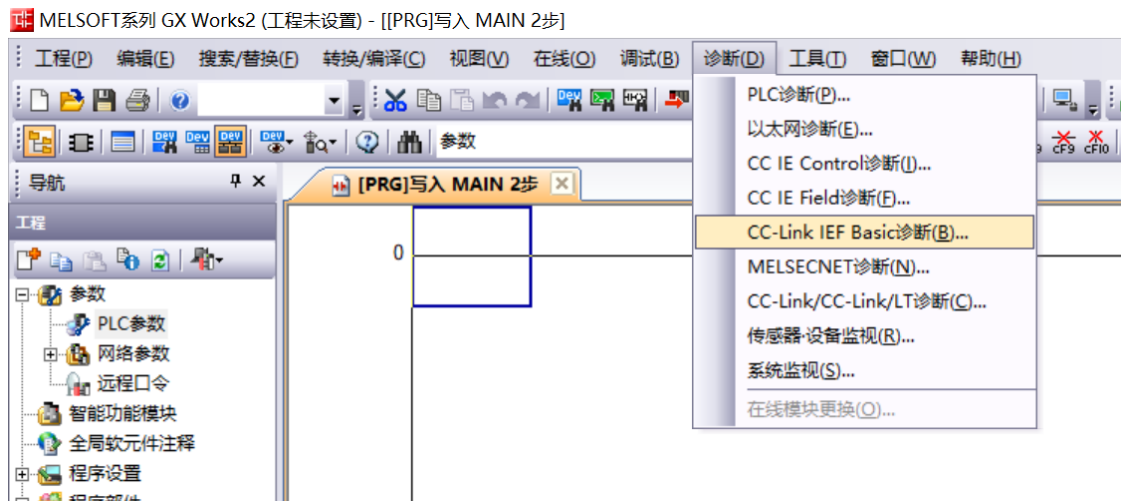 MELSOFT系列 GX Works2 (工程未设置) - [[PRG]写入 MAIN 2步]
工程(P) 编辑(E) 搜索/替换(F) 转换/编译(C) 视图(V) 在线(O) 调试(B) 诊断(D) 工具(T) 窗口(W) 帮助(H)
PLC诊断(P)...
以太网诊断(E)...
CC IE Control诊断(I)...
CC IE Field诊断(F)...
CC-Link IEF Basic诊断(B)...
MELSECNET诊断(N)...
CC-Link/CC-Link/LT诊断(C)...
传感器·设备监视(R)...
系统监视(S)...
在线模块更换(O)...
Dev
Dev Dev Dev Dev
参数
cF9 cF10
导航
[PRG]写入 MAIN 2步
工程
0
参数
PLC参数
网络参数
远程口令
智能功能模块
全局软元件注释
程序设置
程序部件